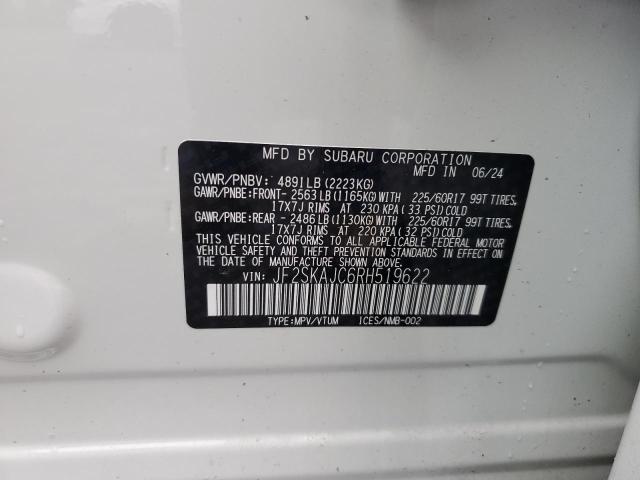 MFD BY SUBARU CORPORATION
MFD IN 06/24
GVWR/PNBV: 4891LB (2223KG)
GAWR/PNBE:FRONT- 2563LB (1165KG)WITH 225/60R17 99T TIRES,
17X7J RIMS AT 230 KPA ( 33 PSI)COLD
GAWR/PNBE:REAR - 2486LB (1130KG)WITH 225/60R17 99T TIRES,
17X7J RIMS AT 220 KPA ( 32 PSI)COLD
THIS VEHICLE CONFORMS TO ALL APPLICABLE FEDERAL MOTOR
VEHICLE SAFETY AND THEFT PREVENTION STANDARDS IN EFFECT ON
THE DATE OF MANUFACTURE SHOWN ABOVE.
VIN: JF2SKAJC6RH519622
TYPE:MPV/VTUM ICES/NMB-002